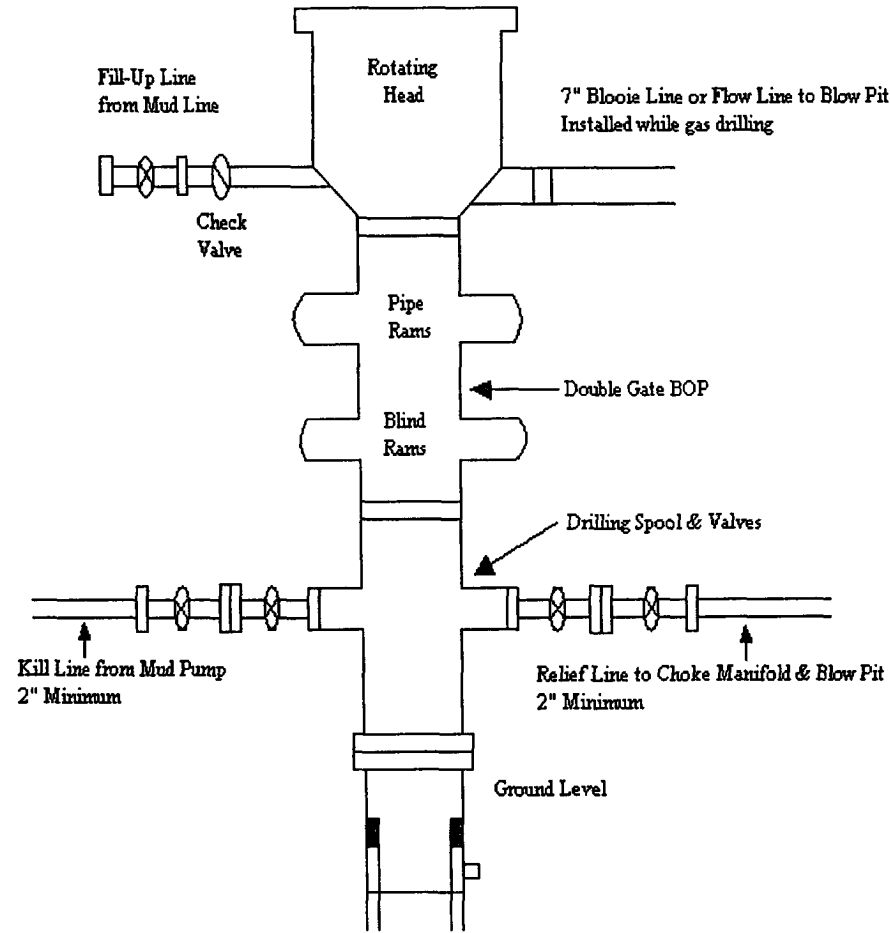 Rotating
Head
Fill-Up Line
from Mud Line
7" Blooie Line or Flow Line to Blow Pit
Installed while gas drilling
Check
Valve
Pipe
Rams
Double Gate BOP
Blind
Rams
Drilling Spool & Valves
Kill Line from Mud Pump
2" Minimum
Relief Line to Choke Manifold & Blow Pit
2" Minimum
Ground Level